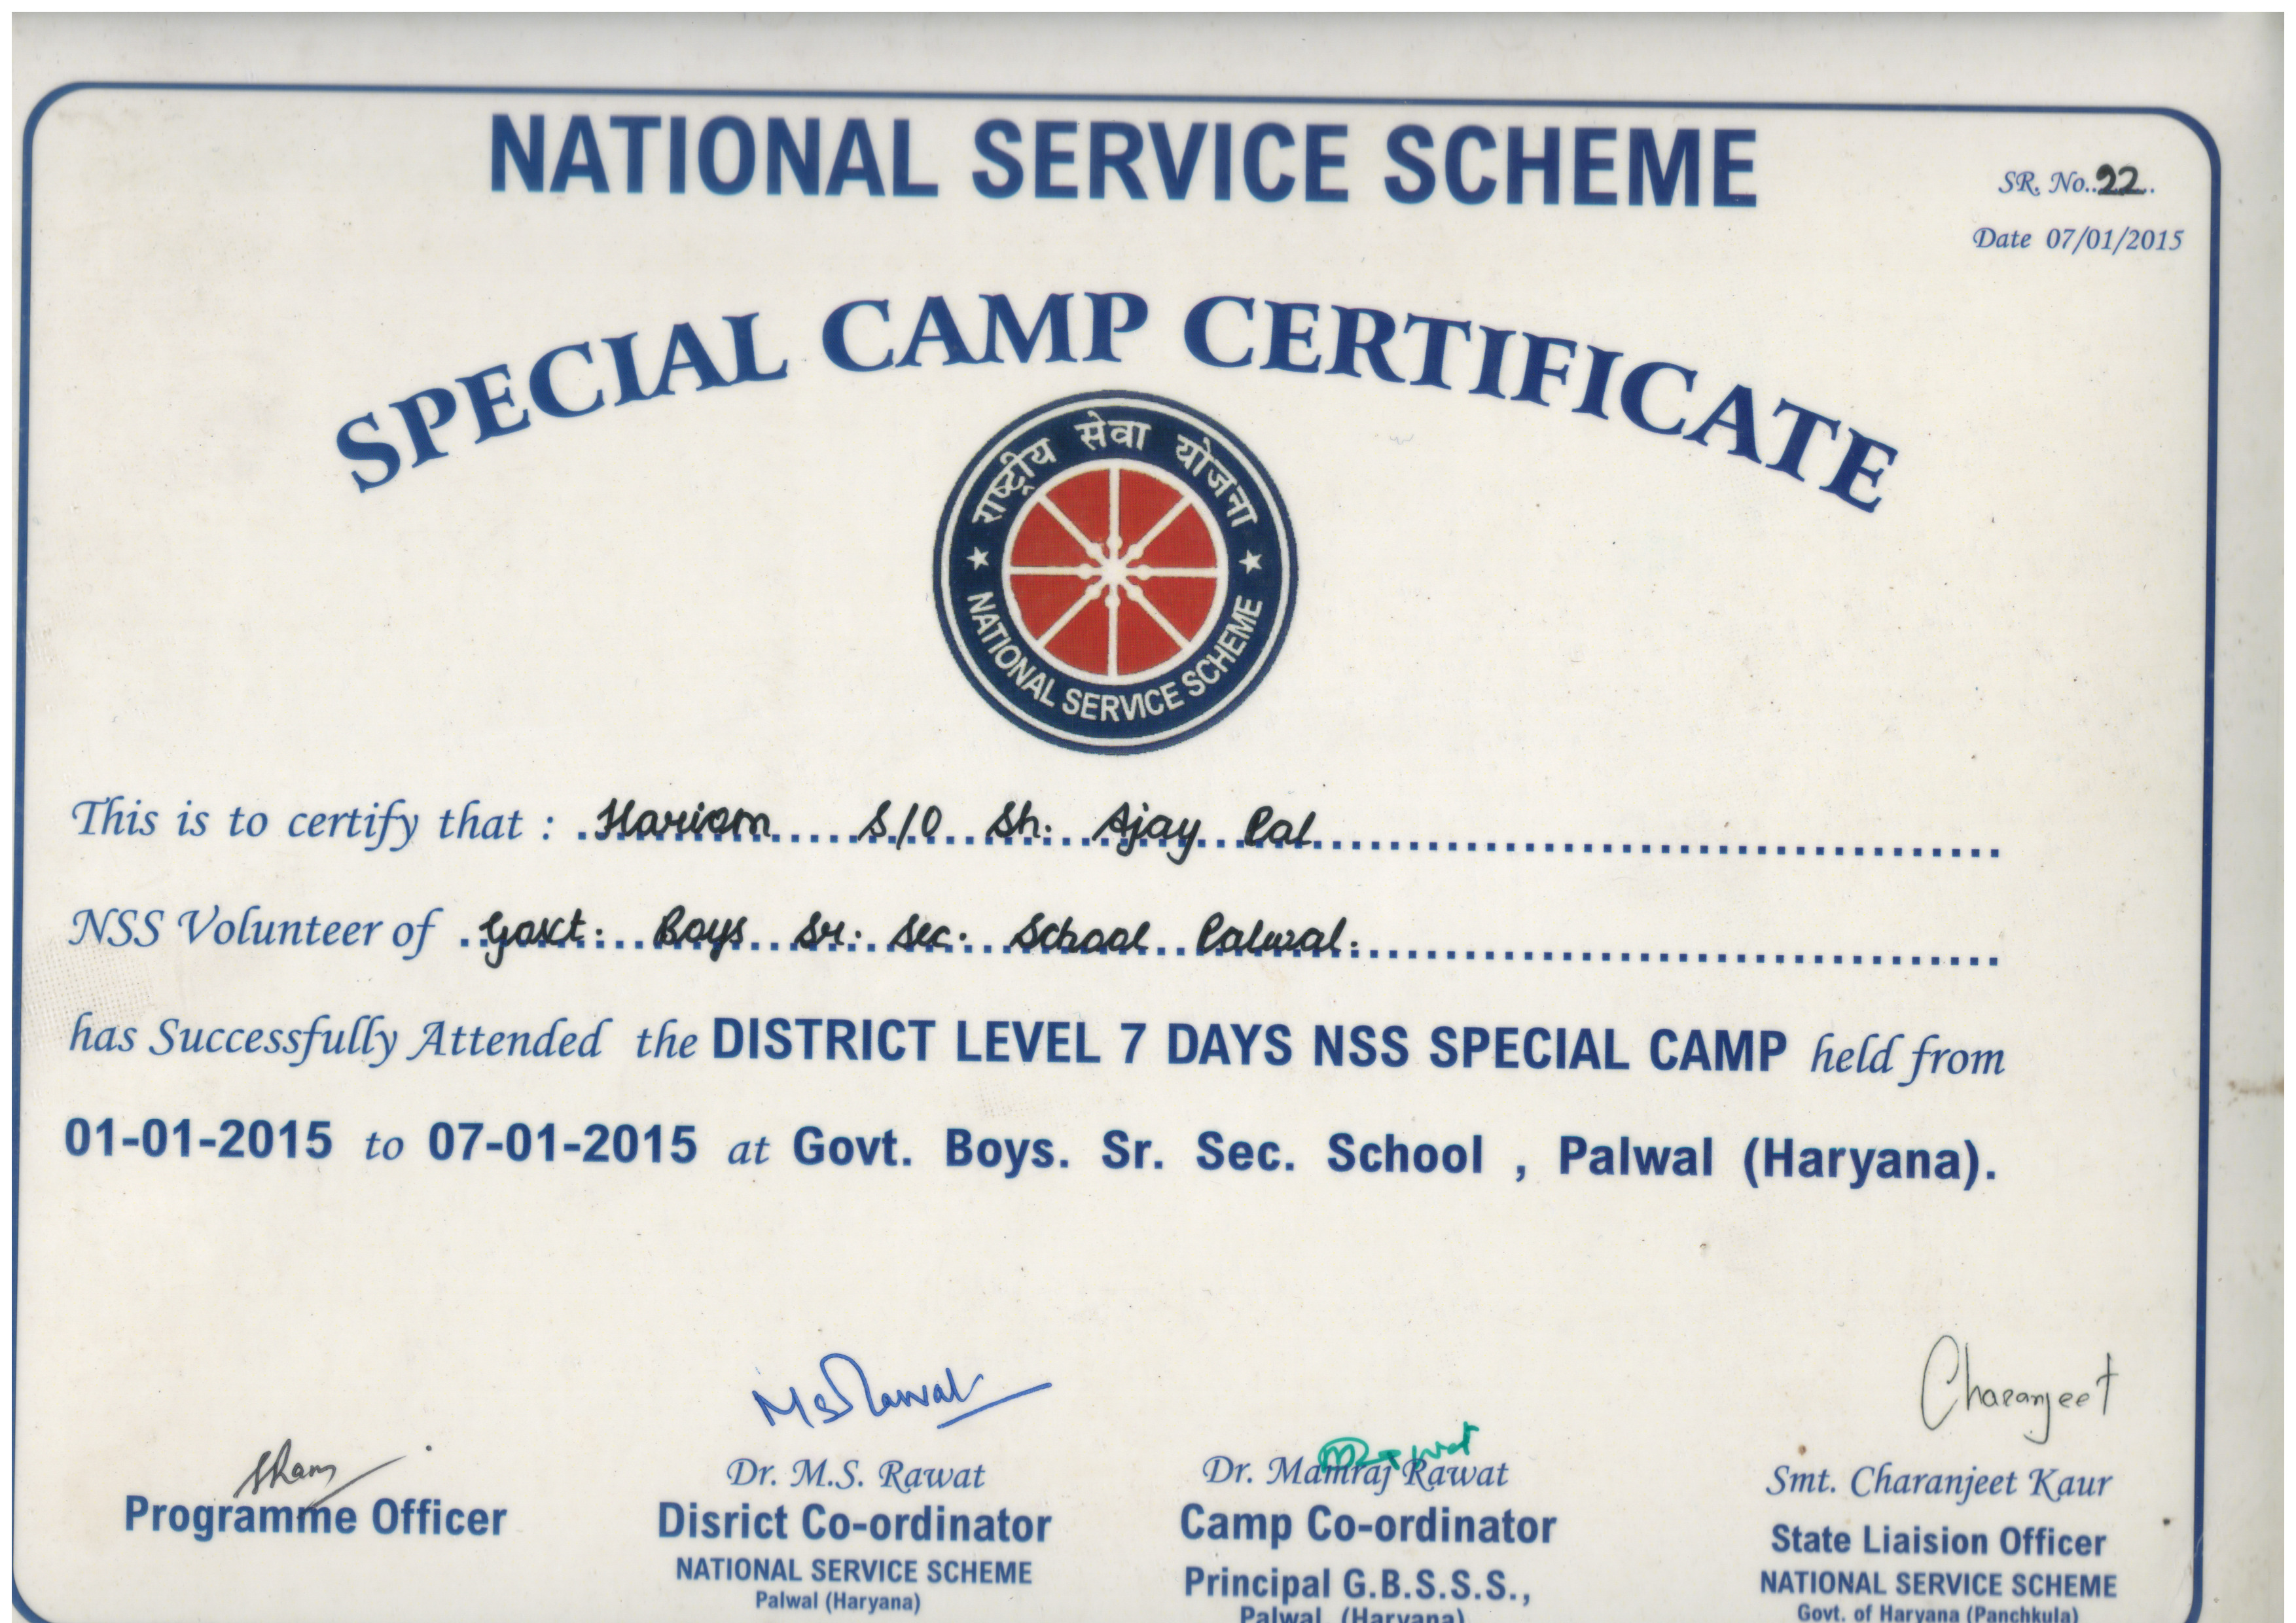 NATIONAL SERVICE SCHEME
SR. No..22..
Date 07/01/2015
SPECIAL CAMP CERTIFICATE
राष्ट्रीय सेवा योजना
NATIONAL SERVICE SCHEME
This is to certify that : Hariom S/O Sh. Ajay Pal
NSS Volunteer of Govt. Boys Sr. Sec. School Palwal.
has Successfully Attended the DISTRICT LEVEL 7 DAYS NSS SPECIAL CAMP held from
01-01-2015 to 07-01-2015 at Govt. Boys. Sr. Sec. School , Palwal (Haryana).
Sham
Programme Officer
MSRawat
Dr. M.S. Rawat
Disrict Co-ordinator
NATIONAL SERVICE SCHEME
Palwal (Haryana)
Dr. Mamraj Rawat
Camp Co-ordinator
Principal G.B.S.S.S.,
Palwal (Haryana)
Charanjeet
Smt. Charanjeet Kaur
State Liaision Officer
NATIONAL SERVICE SCHEME
Govt. of Haryana (Panchkula)